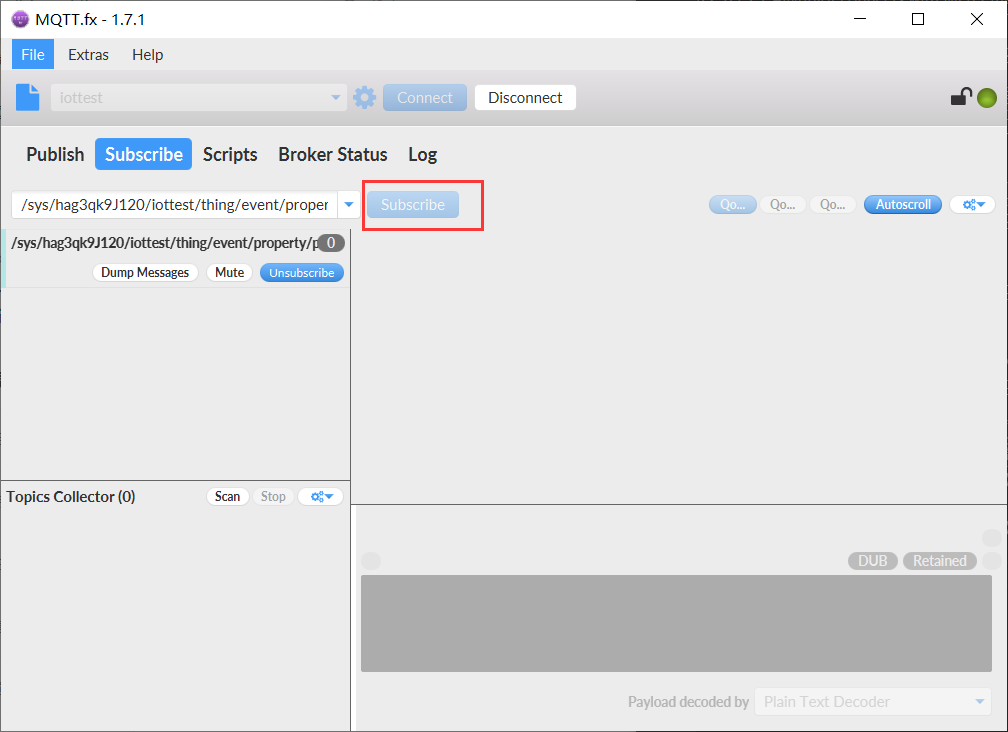 MQTT.fx - 1.7.1
File Extras Help
iottest Connect Disconnect
Publish Subscribe Scripts Broker Status Log
/sys/hag3qk9J120/iottest/thing/event/proper Subscribe Qo... Qo... Qo... Autoscroll
/sys/hag3qk9J120/iottest/thing/event/property/p 0
Dump Messages Mute Unsubscribe
Topics Collector (0) Scan Stop
DUB Retained
Payload decoded by Plain Text Decoder